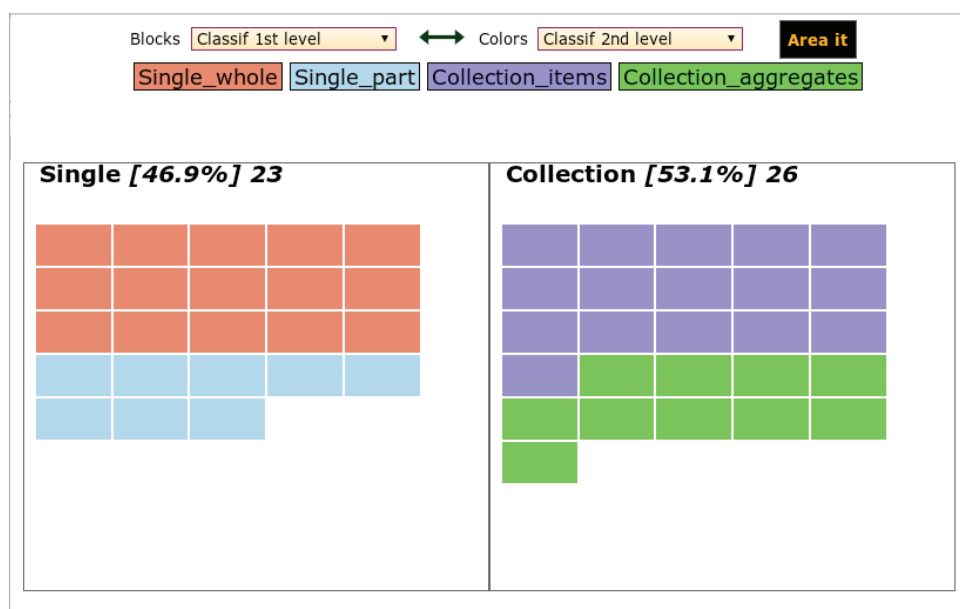 Blocks Classif 1st level Colors Classif 2nd level Area it
Single_whole Single_part Collection_items Collection_aggregates
Single [46.9%] 23
Collection [53.1%] 26